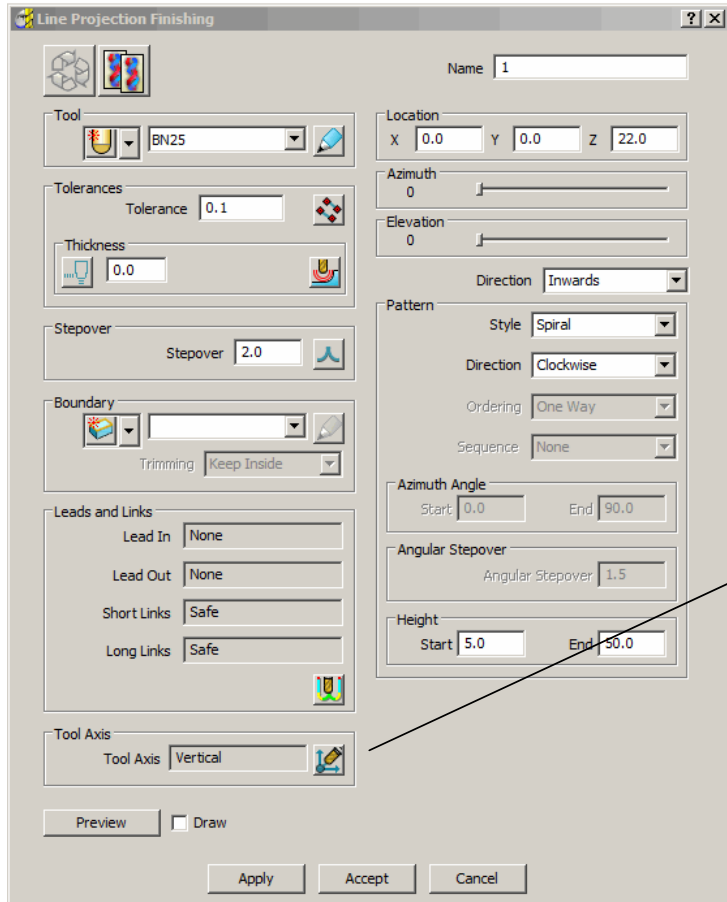 Line Projection Finishing
Name 1
Tool
BN25
Tolerances
Tolerance 0.1
Thickness
0.0
Stepover
Stepover 2.0
Boundary
Trimming Keep Inside
Leads and Links
Lead In None
Lead Out None
Short Links Safe
Long Links Safe
Tool Axis
Tool Axis Vertical
Preview Draw
Location
X 0.0 Y 0.0 Z 22.0
Azimuth
0
Elevation
0
Direction Inwards
Pattern
Style Spiral
Direction Clockwise
Ordering One Way
Sequence None
Azimuth Angle
Start 0.0 End 90.0
Angular Stepover
Angular Stepover 1.5
Height
Start 5.0 End 50.0
Apply Accept Cancel